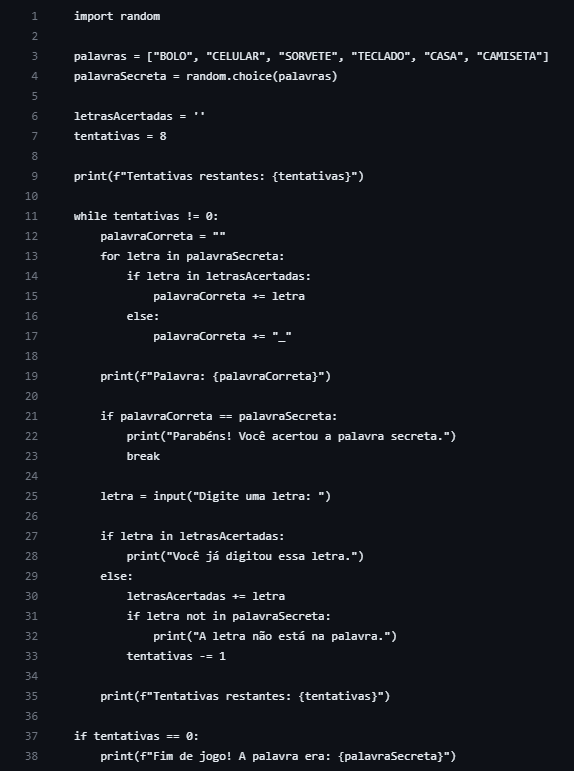 1 import random
2
3 palavras = ["BOLO", "CELULAR", "SORVETE", "TECLADO", "CASA", "CAMISETA"]
4 palavraSecreta = random.choice(palavras)
5
6 letrasAcertadas = ''
7 tentativas = 8
8
9 print(f"Tentativas restantes: {tentativas}")
10
11 while tentativas != 0:
12     palavraCorreta = ""
13     for letra in palavraSecreta:
14         if letra in letrasAcertadas:
15             palavraCorreta += letra
16         else:
17             palavraCorreta += "_"
18
19     print(f"Palavra: {palavraCorreta}")
20
21     if palavraCorreta == palavraSecreta:
22         print("Parabéns! Você acertou a palavra secreta.")
23         break
24
25     letra = input("Digite uma letra: ")
26
27     if letra in letrasAcertadas:
28         print("Você já digitou essa letra.")
29     else:
30         letrasAcertadas += letra
31         if letra not in palavraSecreta:
32             print("A letra não está na palavra.")
33         tentativas -= 1
34
35     print(f"Tentativas restantes: {tentativas}")
36
37 if tentativas == 0:
38     print(f"Fim de jogo! A palavra era: {palavraSecreta}")